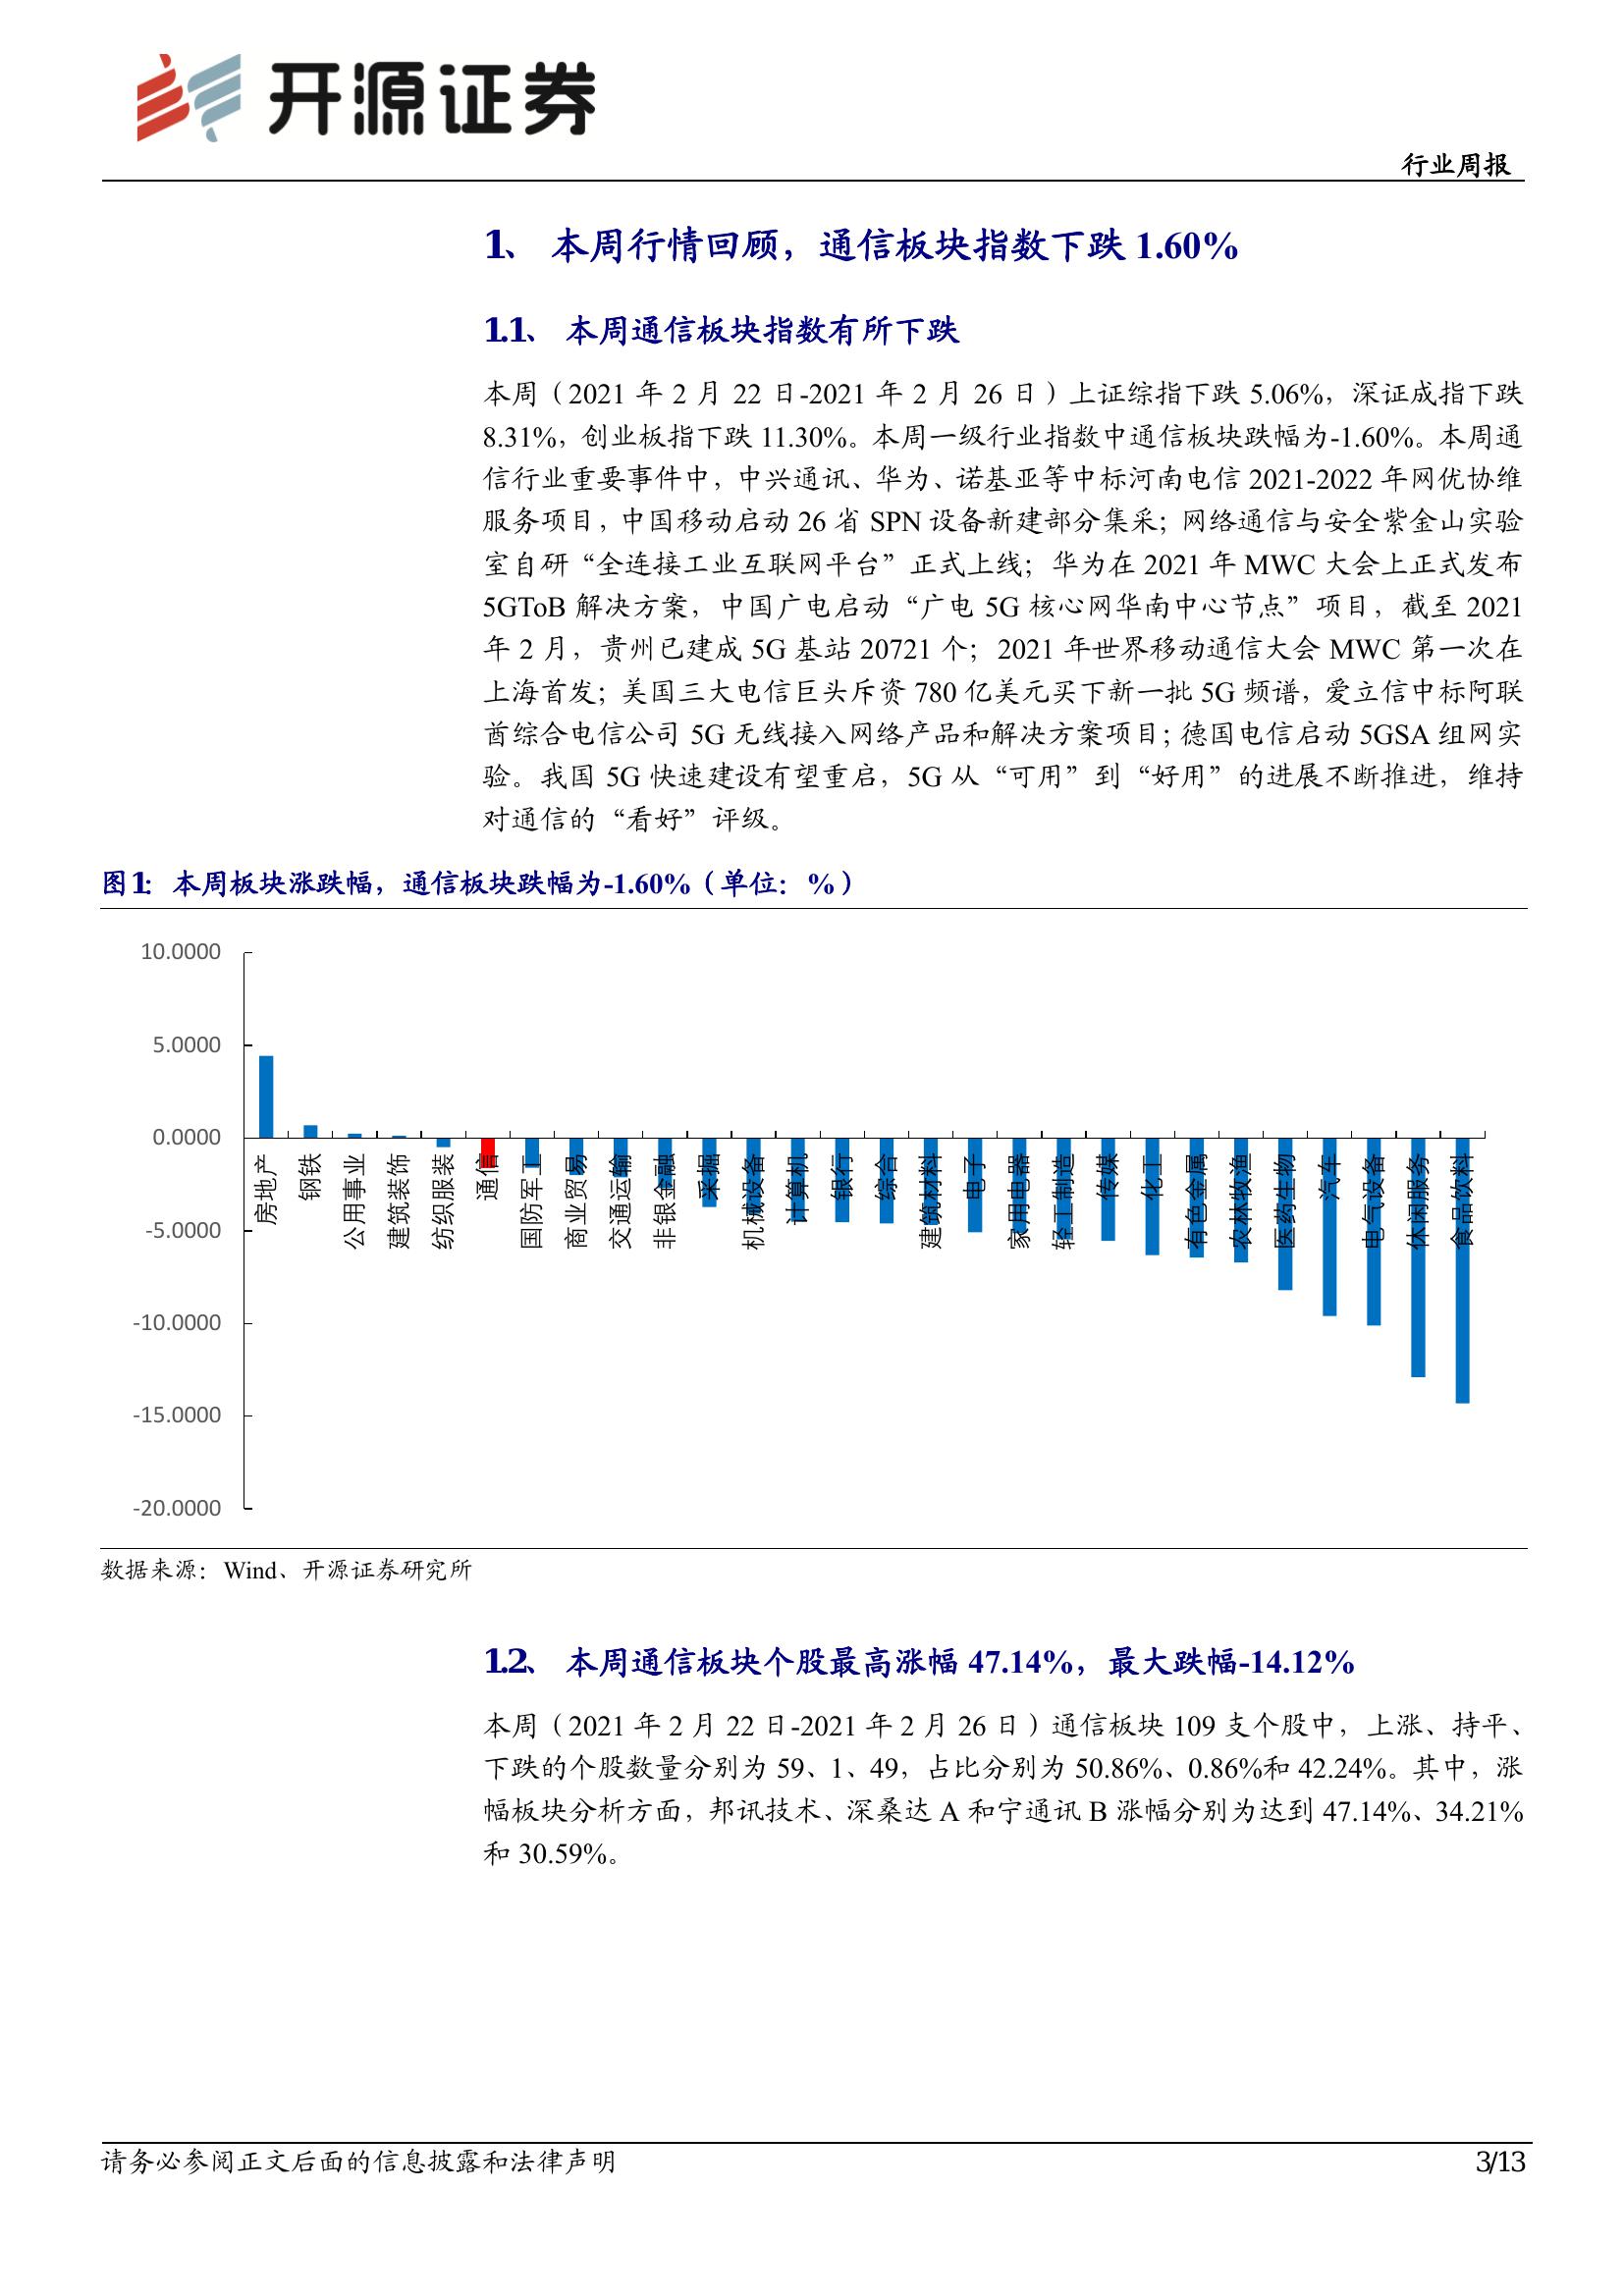 开源证券
行业周报
1、 本周行情回顾，通信板块指数下跌 1.60%
1.1、 本周通信板块指数有所下跌
本周（2021 年 2 月 22 日-2021 年 2 月 26 日）上证综指下跌 5.06%，深证成指下跌
8.31%，创业板指下跌 11.30%。本周一级行业指数中通信板块跌幅为-1.60%。本周通
信行业重要事件中，中兴通讯、华为、诺基亚等中标河南电信 2021-2022 年网优协维
服务项目，中国移动启动 26 省 SPN 设备新建部分集采；网络通信与安全紫金山实验
室自研“全连接工业互联网平台”正式上线；华为在 2021 年 MWC 大会上正式发布
5GToB 解决方案，中国广电启动“广电 5G 核心网华南中心节点”项目，截至 2021
年 2 月，贵州已建成 5G 基站 20721 个；2021 年世界移动通信大会 MWC 第一次在
上海首发；美国三大电信巨头斥资 780 亿美元买下新一批 5G 频谱，爱立信中标阿联
酋综合电信公司 5G 无线接入网络产品和解决方案项目；德国电信启动 5GSA 组网实
验。我国 5G 快速建设有望重启，5G 从“可用”到“好用”的进展不断推进，维持
对通信的“看好”评级。
图1：本周板块涨跌幅，通信板块跌幅为-1.60%（单位：%）
10.0000
5.0000
0.0000
-5.0000
-10.0000
-15.0000
-20.0000
房地产
钢铁
公用事业
建筑装饰
纺织服装
通信
国防军工
商业贸易
交通运输
非银金融
采掘
机械设备
计算机
银行
综合
建筑材料
电子
家用电器
轻工制造
传媒
化工
有色金属
农林牧渔
医药生物
汽车
电气设备
休闲服务
食品饮料
数据来源：Wind、开源证券研究所
1.2、 本周通信板块个股最高涨幅 47.14%，最大跌幅-14.12%
本周（2021 年 2 月 22 日-2021 年 2 月 26 日）通信板块 109 支个股中，上涨、持平、
下跌的个股数量分别为 59、1、49，占比分别为 50.86%、0.86%和 42.24%。其中，涨
幅板块分析方面，邦讯技术、深桑达 A 和宁通讯 B 涨幅分别为达到 47.14%、34.21%
和 30.59%。
请务必参阅正文后面的信息披露和法律声明
3/13